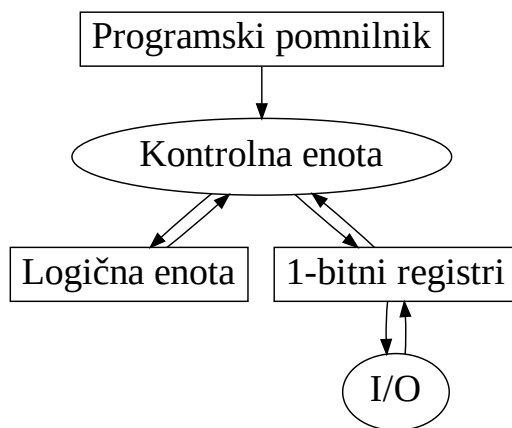 Programski pomnilnik
Kontrolna enota
Logična enota
1-bitni registri
I/O